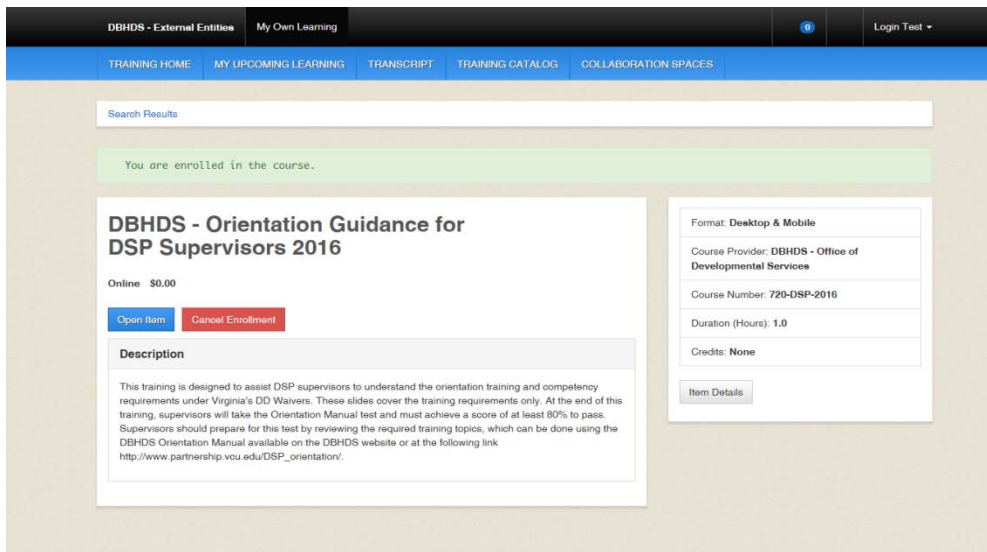 DBHDS - External Entities My Own Learning 0 Login Test
TRAINING HOME MY UPCOMING LEARNING TRANSCRIPT TRAINING CATALOG COLLABORATION SPACES
Search Results
You are enrolled in the course.
DBHDS - Orientation Guidance for
DSP Supervisors 2016
Online $0.00
Open Item Cancel Enrollment
Description
This training is designed to assist DSP supervisors to understand the orientation training and competency
requirements under Virginia's DD Waivers. These slides cover the training requirements only. At the end of this
training, supervisors will take the Orientation Manual test and must achieve a score of at least 80% to pass.
Supervisors should prepare for this test by reviewing the required training topics, which can be done using the
DBHDS Orientation Manual available on the DBHDS website or at the following link
http://www.partnership.vcu.edu/DSP_orientation/.
Format: Desktop & Mobile
Course Provider: DBHDS - Office of
Developmental Services
Course Number: 720-DSP-2016
Duration (Hours): 1.0
Credits: None
Item Details